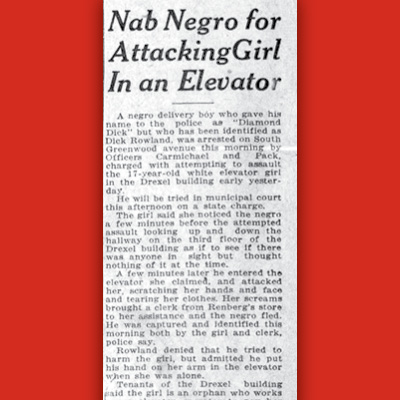 Nab Negro for
Attacking Girl
In an Elevator
A negro delivery boy who gave his
name to the police as "Diamond
Dick" but who has been identified as
Dick Rowland, was arrested on South
Greenwood avenue this morning by
Officers Carmichael and Pack,
charged with attempting to assault
the 17-year-old white elevator girl
in the Drexel building early yester-
day.
He will be tried in municipal court
this afternoon on a state charge.
The girl said she noticed the negro
a few minutes before the attempted
assault looking up and down the
hallway on the third floor of the
Drexel building as if to see if there
was anyone in sight but thought
nothing of it at the time.
A few minutes later he entered the
elevator she claimed, and attacked
her, scratching her hands and face
and tearing her clothes. Her screams
brought a clerk from Renberg's store
to her assistance and the negro fled.
He was captured and identified this
morning both by the girl and clerk,
police say.
Rowland denied that he tried to
harm the girl, but admitted he put
his hand on her arm in the elevator
when she was alone.
Tenants of the Drexel building
said the girl is an orphan who works